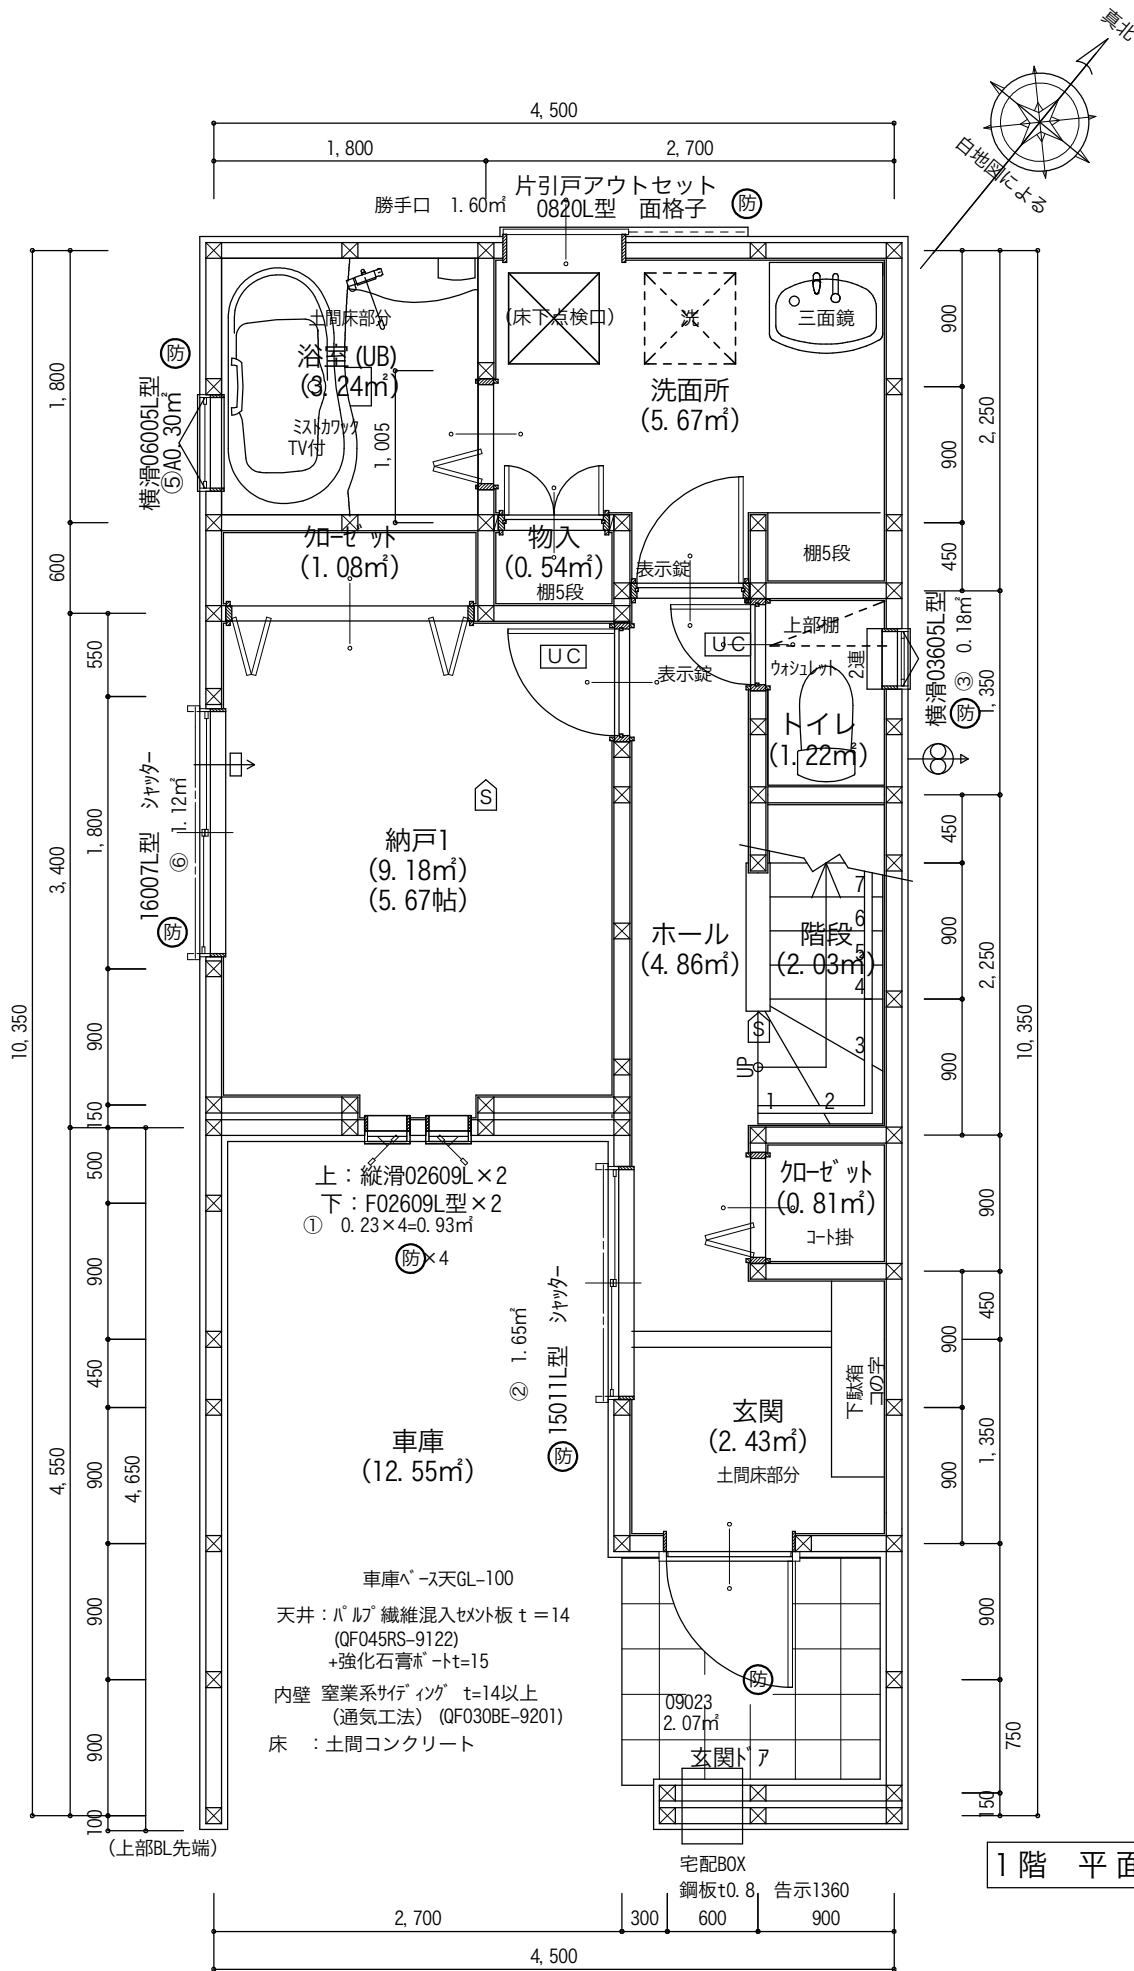 真北
白地図による
4,500
1,800
2,700
勝手口 1.60㎡
片引戸アウトセット
0820L型 面格子
防
土間床部分
浴室(UB)
(3.24㎡)
ミストカワック
TV付
1,005
(床下点検口)
洗
三面鏡
洗面所
(5.67㎡)
防
横滑06005L型
⑤A0.30㎡
クローゼット
(1.08㎡)
物入
(0.54㎡)
棚5段
表示錠
棚5段
UC
UC
表示錠
上部棚
ウォシュレット
2連
トイレ
(1.22㎡)
横滑03605L型
③ 0.18㎡
防
16007L型 シャッター
⑥ 1.12㎡
防
S
納戸1
(9.18㎡)
(5.67帖)
ホール
(4.86㎡)
階段
(2.03㎡)
7
6
5
4
3
2
1
S
UP
上:縦滑02609L×2
下:F02609L型×2
① 0.23×4=0.93㎡
防×4
クローゼット
(0.81㎡)
コート掛
② 1.65㎡
15011L型 シャッター
防
下駄箱
コの字
玄関
(2.43㎡)
土間床部分
車庫
(12.55㎡)
車庫ベース天GL-100
天井:パルプ繊維混入セメント板t=14
(QF045RS-9122)
+強化石膏ボードt=15
内壁 窯業系サイディング t=14以上
(通気工法) (QF030BE-9201)
床 :土間コンクリート
防
09023
2.07㎡
玄関ドア
宅配BOX
鋼板t0.8 告示1360
(上部BL先端)
1階 平面
10,350
1,800
600
3,400
4,550
550
1,800
900
150
500
900
450
900
900
900
100
4,650
900
900
450
450
900
900
900
450
900
900
2,250
1,350
2,250
900
1,350
900
750
150
10,350
2,700
300
600
900
4,500